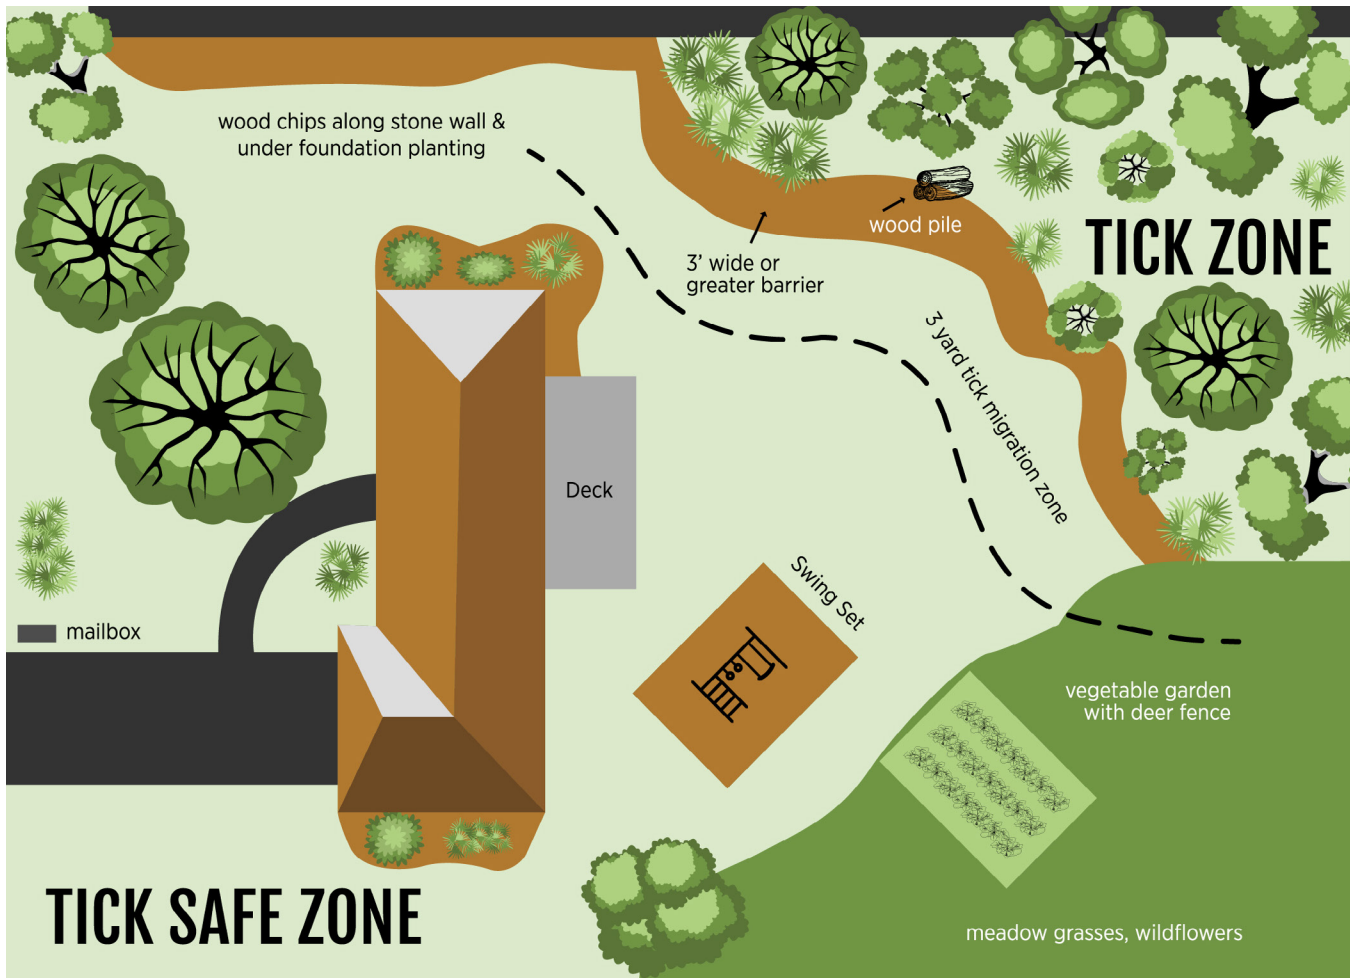 wood chips along stone wall &
under foundation planting
wood pile
TICK ZONE
3' wide or
greater barrier
3 yard tick migration zone
Deck
Swing Set
mailbox
vegetable garden
with deer fence
TICK SAFE ZONE
meadow grasses, wildflowers